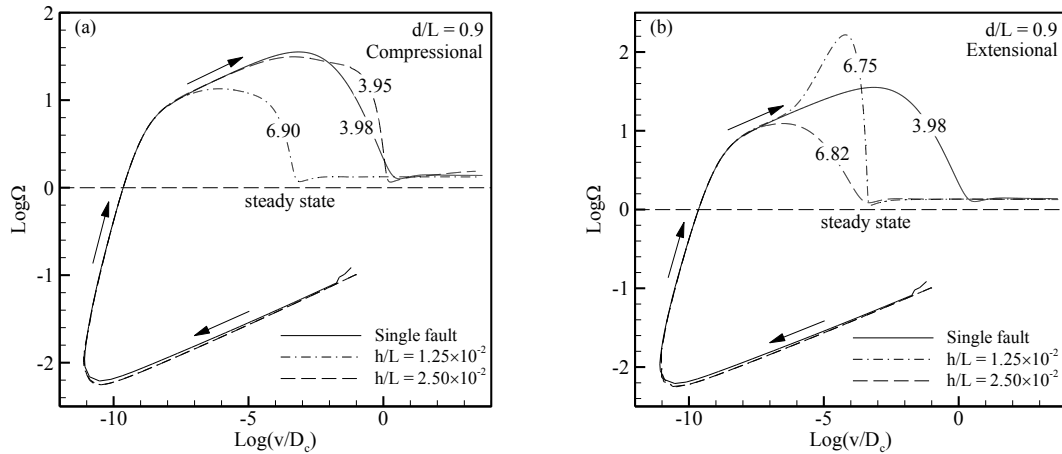 (a)
d/L = 0.9
Compressional
2
1
0
-1
-2
LogΩ
3.95
3.98
6.90
steady state
Single fault
h/L = 1.25×10-2
h/L = 2.50×10-2
-10
-5
0
Log(v/Dc)
(b)
d/L = 0.9
Extensional
2
1
0
-1
-2
LogΩ
6.75
3.98
6.82
steady state
Single fault
h/L = 1.25×10-2
h/L = 2.50×10-2
-10
-5
0
Log(v/Dc)